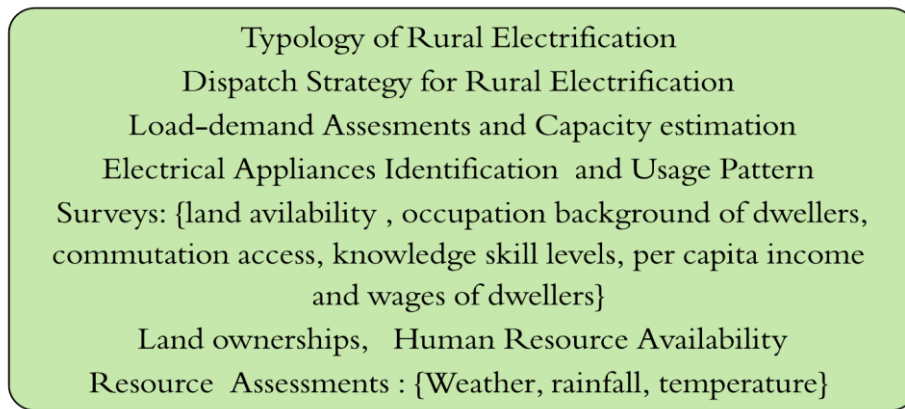 Typology of Rural Electrification
Dispatch Strategy for Rural Electrification
Load-demand Assesments and Capacity estimation
Electrical Appliances Identification and Usage Pattern
Surveys: {land avilability , occupation background of dwellers,
commutation access, knowledge skill levels, per capita income
and wages of dwellers}
Land ownerships, Human Resource Availability
Resource Assessments : {Weather, rainfall, temperature}